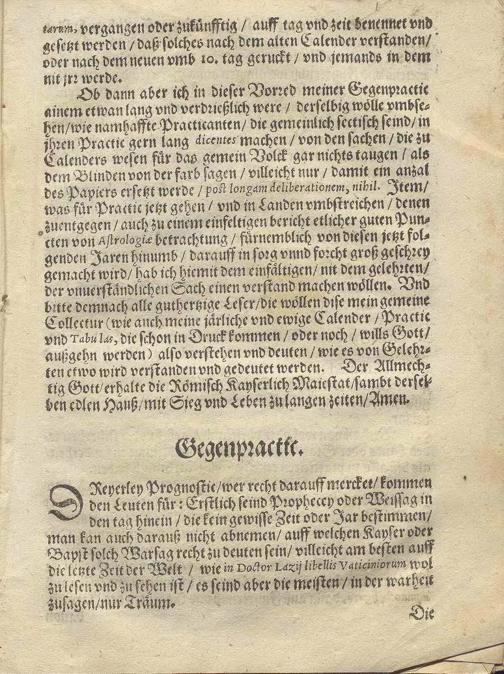 tarum, vergangen oder zukünfftig / auff tag vnd zeit benennet vnd
gesetzt werden / daß solches nach dem alten Calender verstanden /
oder nach dem neuen vmb 10. tag geruckt / vnd jemands in dem
nit jrz werde.
Ob dann aber ich in dieser Vorred meiner Gegenpractic
ainem etwan lang vnd verdrießlich were / derselbig wölle vmbse-
hen / wie namhaffte Practicanten / die gemeinlich sectisch seind / in
jhren Practic gern lang dicentes machen / von den sachen / die zu
Calenders wesen für das gemein Volck gar nichts taugen / als
dem Blinden von der farb sagen / villeicht nur / damit ein anzal
des Papiers ersetzt werde / post longam deliberationem, nihil. Item /
was für Practic jetzt gehen / vnd in Landen vmbstreichen / denen
zuentgegen / auch zu einem einfeltigen bericht etlicher guten Pun-
cten von Astrologiæ betrachtung / fürnemblich von diesen jetzt fol-
genden Jaren hinumb / darauff in sorg vnnd forcht groß geschrey
gemacht wird / hab ich hiemit dem einfältigen / nit dem gelehrten /
der vnuerständlichen Sach einen verstand machen wöllen. Vnd
bitte demnach alle guthertzige Leser / die wöllen dise mein gemeine
Collectur (wie auch meine järliche vnd ewige Calender / Practic
vnd Tabulas, die schon in Druck kommen / oder noch / wills Gott /
außgehn werden) also verstehen vnd deuten / wie es von Gelehr-
ten etwo wird verstanden vnd gedeutet werden. Der Allmech-
tig Gott / erhalte die Römisch Kayserlich Maiestat / sambt dersel-
ben edlen Hauß / mit Sieg vnd Leben zu langen zeiten / Amen.
Gegenpractic.
DReyerley Prognostic / wer recht darauff mercket / kommen
den Leuten für: Erstlich seind Prophecey oder Weissag in
den tag hinein / die kein gewisse Zeit oder Jar bestimmen /
man kan auch darauß nicht abnemen / auff welchen Kayser oder
Bapst solch Warsag recht zu deuten sein / villeicht am besten auff
die letzte Zeit der Welt / wie in Doctor Lazij libellis Vaticiniorum wol
zu lesen vnd zu sehen ist / es seind aber die meisten / in der warheit
zusagen / nur Träum.
Die